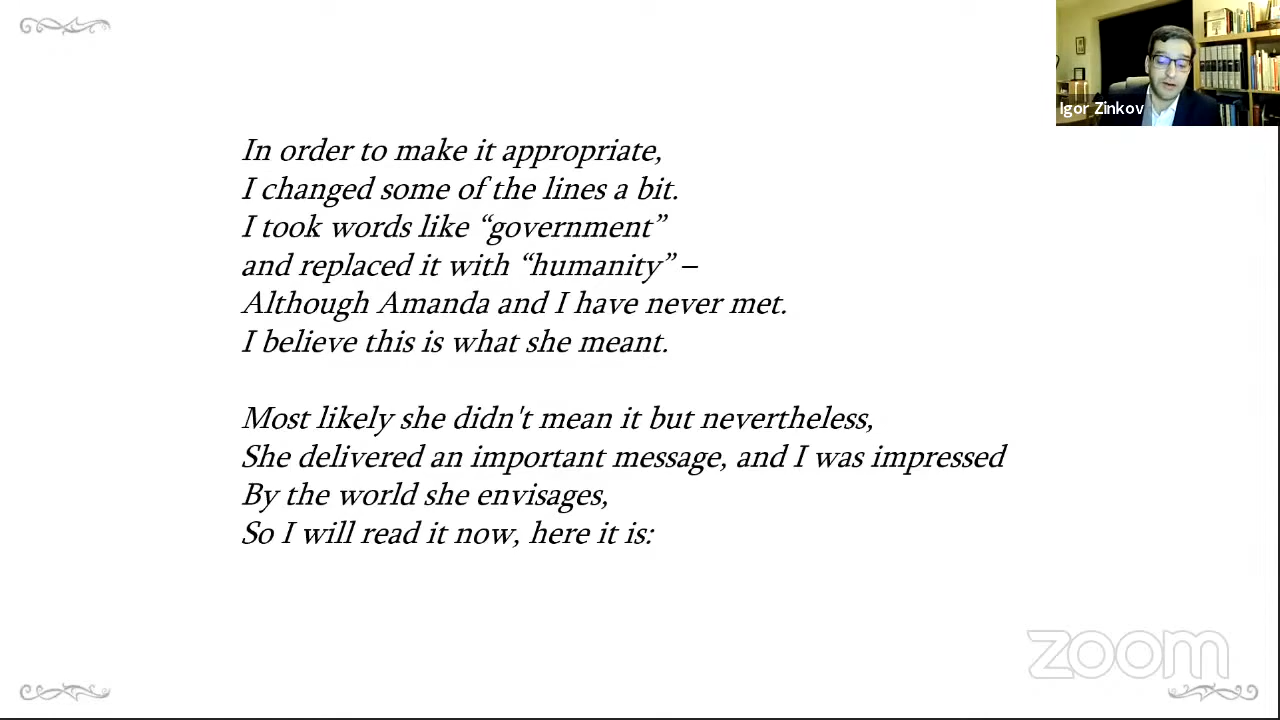 Igor Zinkov
In order to make it appropriate,
I changed some of the lines a bit.
I took words like “government”
and replaced it with “humanity” –
Although Amanda and I have never met.
I believe this is what she meant.
Most likely she didn't mean it but nevertheless,
She delivered an important message, and I was impressed
By the world she envisages,
So I will read it now, here it is:
zoom